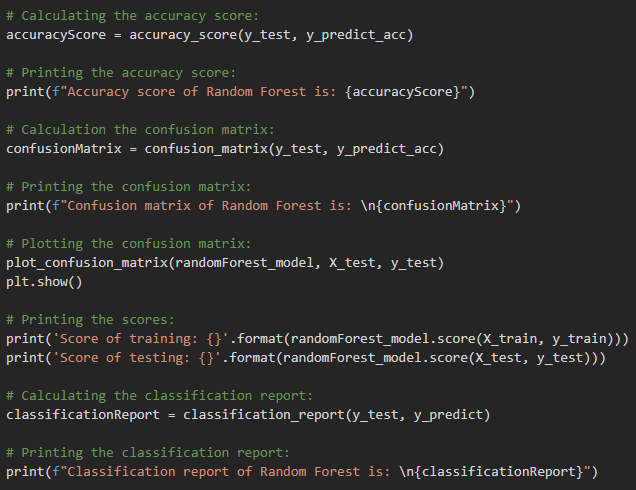 # Calculating the accuracy score:
accuracyScore = accuracy_score(y_test, y_predict_acc)
# Printing the accuracy score:
print(f"Accuracy score of Random Forest is: {accuracyScore}")
# Calculation the confusion matrix:
confusionMatrix = confusion_matrix(y_test, y_predict_acc)
# Printing the confusion matrix:
print(f"Confusion matrix of Random Forest is: \n{confusionMatrix}")
# Plotting the confusion matrix:
plot_confusion_matrix(randomForest_model, X_test, y_test)
plt.show()
# Printing the scores:
print('Score of training: {}'.format(randomForest_model.score(X_train, y_train)))
print('Score of testing: {}'.format(randomForest_model.score(X_test, y_test)))
# Calculating the classification report:
classificationReport = classification_report(y_test, y_predict)
# Printing the classification report:
print(f"Classification report of Random Forest is: \n{classificationReport}")